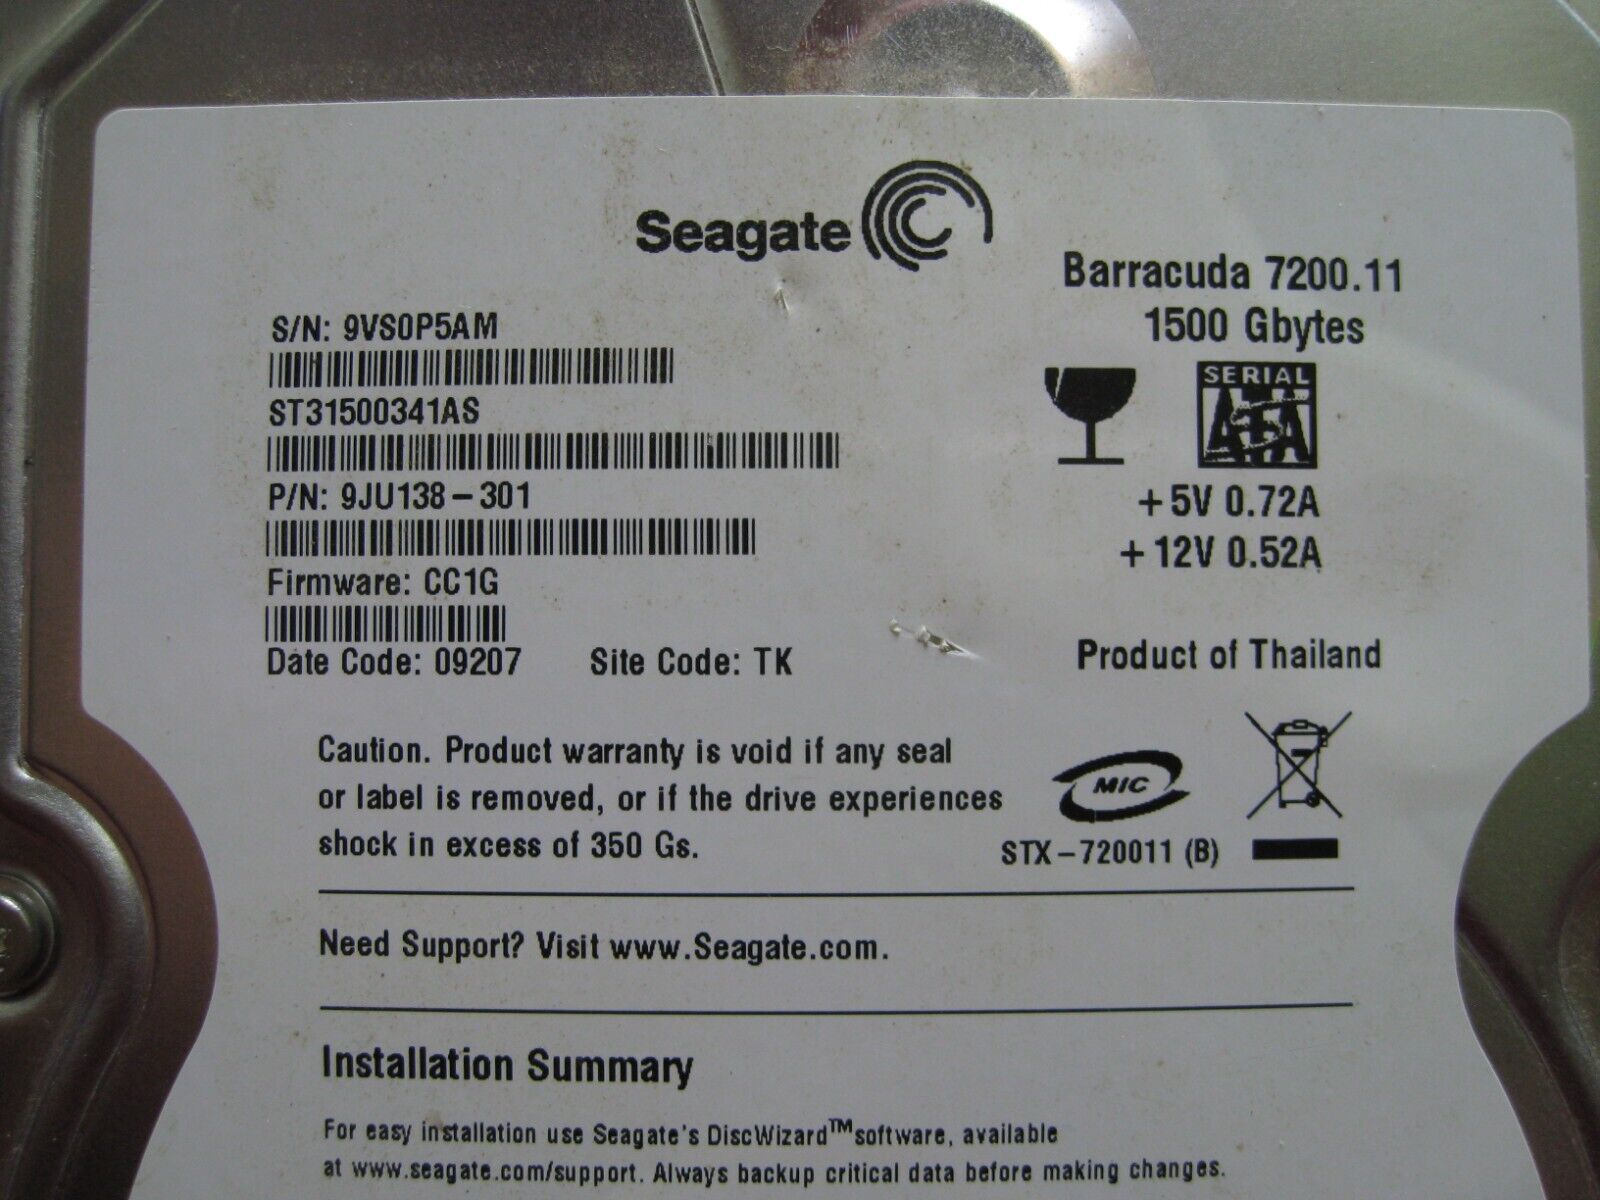 Seagate
Barracuda 7200.11
1500 Gbytes
S/N: 9VS0P5AM
ST31500341AS
P/N: 9JU138-301
Firmware: CC1G
Date Code: 09207 Site Code: TK
SERIAL
ATA
+5V 0.72A
+12V 0.52A
Product of Thailand
Caution. Product warranty is void if any seal
or label is removed, or if the drive experiences
shock in excess of 350 Gs.
MIC
STX-720011 (B)
Need Support? Visit www.Seagate.com.
Installation Summary
For easy installation use Seagate's DiscWizard™ software, available
at www.seagate.com/support. Always backup critical data before making changes.